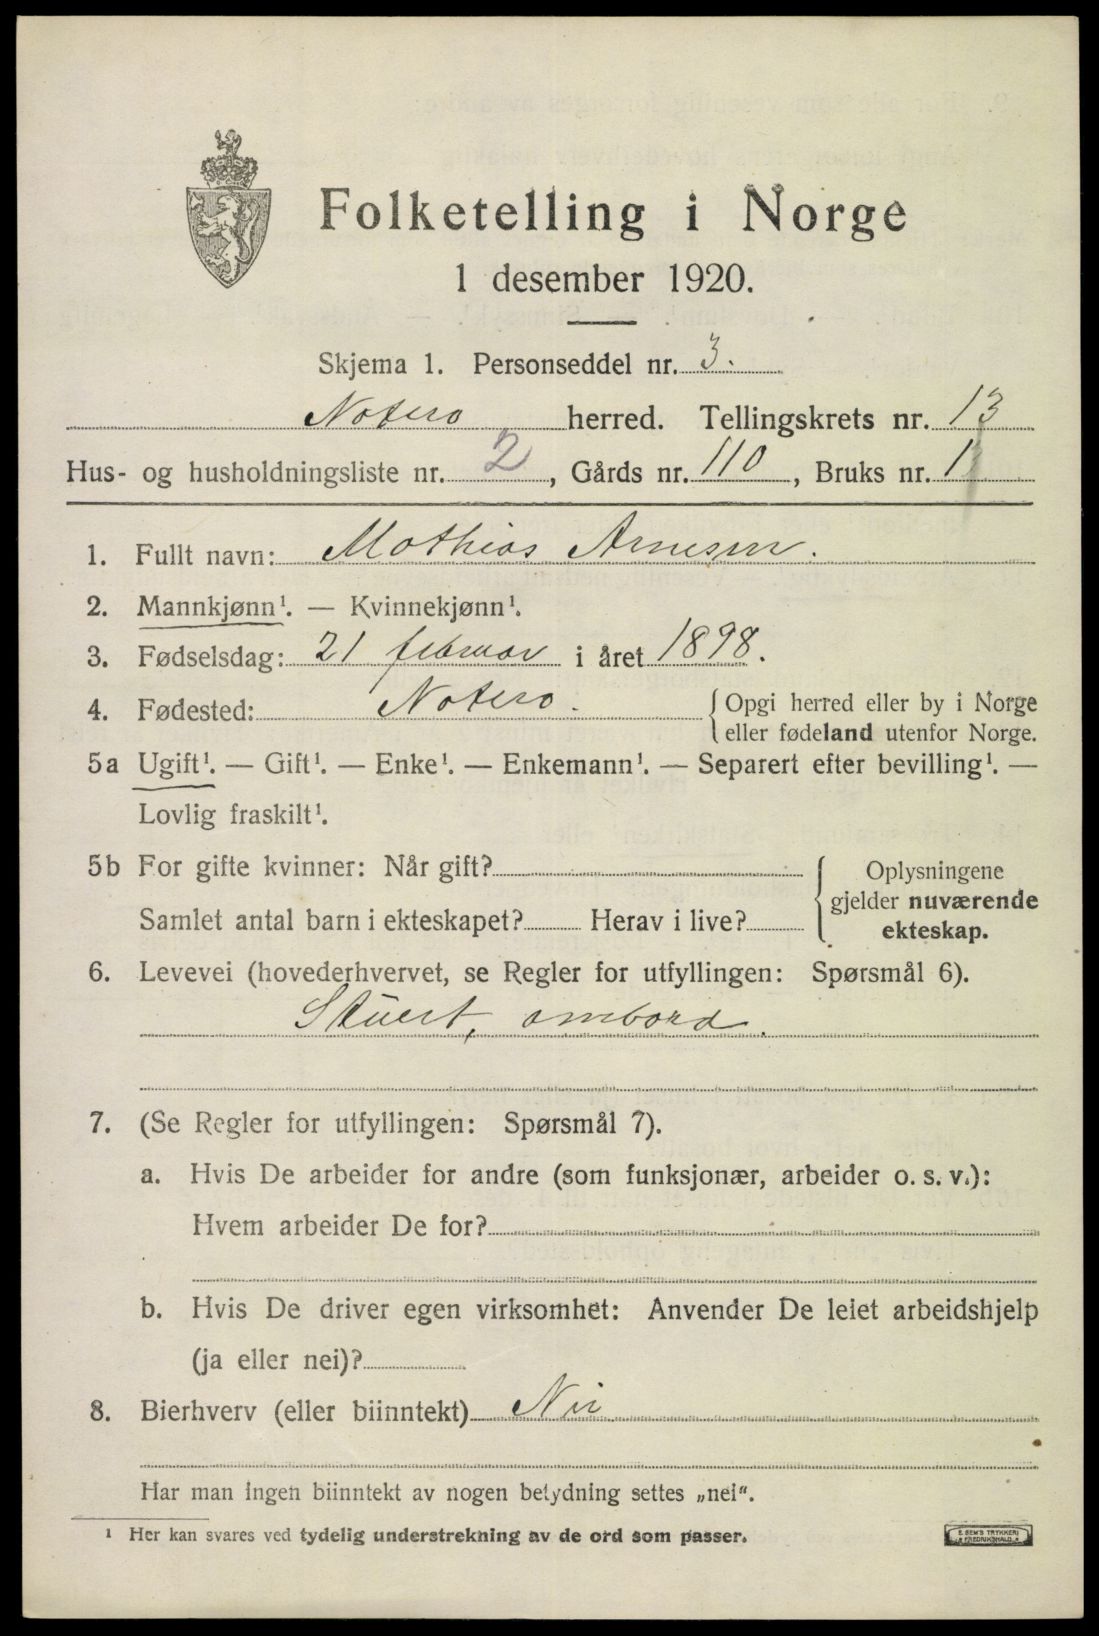 Folketelling i Norge
1 desember 1920.
Skjema 1. Personseddel nr. 3.
Notero herred. Tellingskrets nr. 13
Hus- og husholdningsliste nr. 2, Gårds nr. 110, Bruks nr. 1
1. Fullt navn: Mathias Arnesen.
2. Mannkjønn¹. — Kvinnekjønn¹.
3. Fødselsdag: 21 februar i året 1898.
4. Fødested: Notero. { Opgi herred eller by i Norge
eller fødeland utenfor Norge.
5a Ugift¹. — Gift¹. — Enke¹. — Enkemann¹. — Separert efter bevilling¹. —
Lovlig fraskilt¹.
5b For gifte kvinner: Når gift? { Oplysningene
gjelder nuværende
Samlet antal barn i ekteskapet? Herav i live?
ekteskap.
6. Levevei (hovederhvervet, se Regler for utfyllingen: Spørsmål 6).
Stuert, ombord.
7. (Se Regler for utfyllingen: Spørsmål 7).
a. Hvis De arbeider for andre (som funksjonær, arbeider o. s. v.):
Hvem arbeider De for?
b. Hvis De driver egen virksomhet: Anvender De leiet arbeidshjelp
(ja eller nei)?
8. Bierhverv (eller biinntekt) Nei
Har man ingen biinntekt av nogen betydning settes „nei".
¹ Her kan svares ved tydelig understrekning av de ord som passer.
E. SEM'S TRYKKERI
FREDRIKSHALD